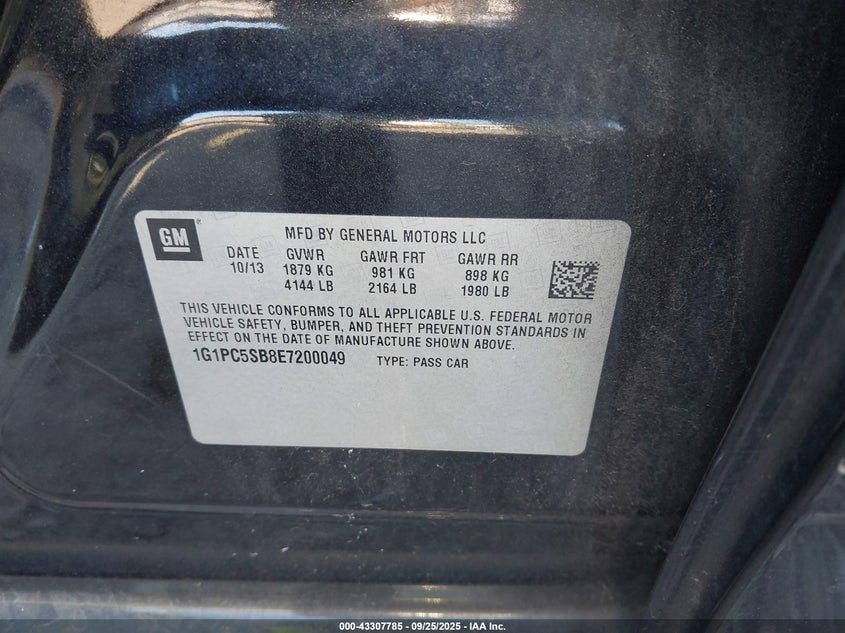 GM
MFD BY GENERAL MOTORS LLC
DATE GVWR GAWR FRT GAWR RR
10/13 1879 KG 981 KG 898 KG
4144 LB 2164 LB 1980 LB
THIS VEHICLE CONFORMS TO ALL APPLICABLE U.S. FEDERAL MOTOR
VEHICLE SAFETY, BUMPER, AND THEFT PREVENTION STANDARDS IN
EFFECT ON THE DATE OF MANUFACTURE SHOWN ABOVE.
1G1PC5SB8E7200049 TYPE: PASS CAR
000-43307785 - 09/25/2025 - IAA Inc.